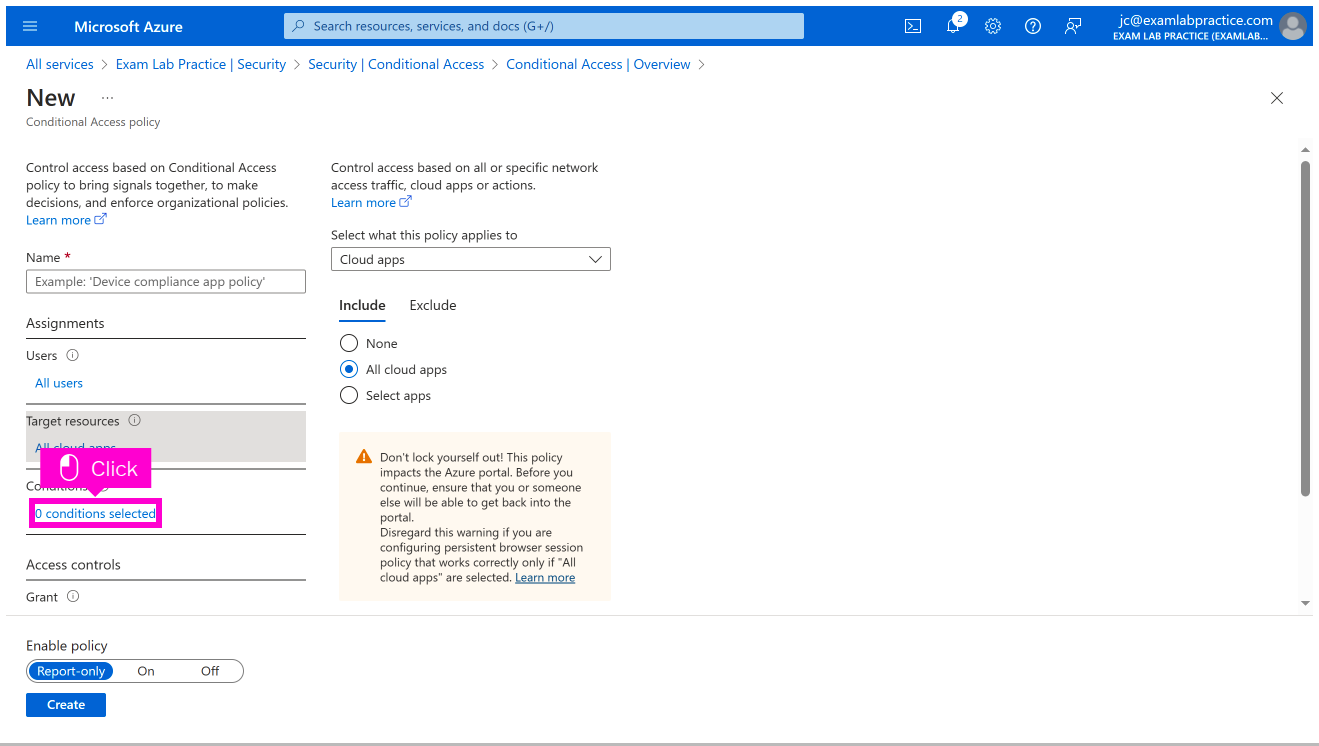 Microsoft Azure
Search resources, services, and docs (G+/)
2
jc@examlabpractice.com
EXAM LAB PRACTICE (EXAMLAB...
All services > Exam Lab Practice | Security > Security | Conditional Access > Conditional Access | Overview >
New ...
Conditional Access policy
Control access based on Conditional Access
policy to bring signals together, to make
decisions, and enforce organizational policies.
Learn more
Name *
Example: 'Device compliance app policy'
Assignments
Users
All users
Target resources
All cloud apps
Click
Conditions
0 conditions selected
Access controls
Grant
Control access based on all or specific network
access traffic, cloud apps or actions.
Learn more
Select what this policy applies to
Cloud apps
Include Exclude
None
All cloud apps
Select apps
Don't lock yourself out! This policy
impacts the Azure portal. Before you
continue, ensure that you or someone
else will be able to get back into the
portal.
Disregard this warning if you are
configuring persistent browser session
policy that works correctly only if "All
cloud apps" are selected. Learn more
Enable policy
Report-only On Off
Create